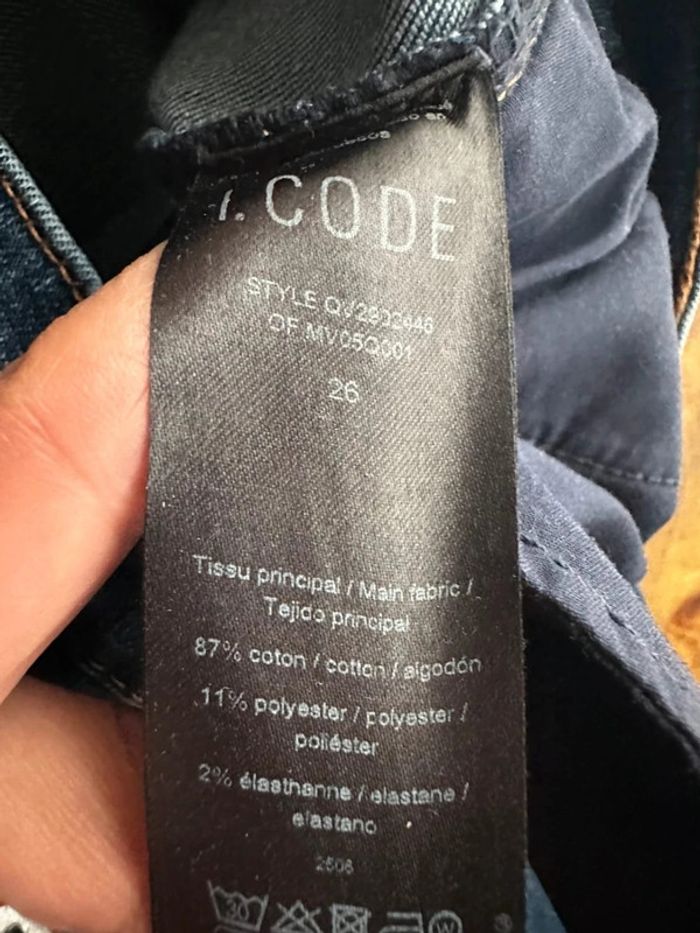 I. CODE
STYLE QV2802446
OF MV05Q001
26
Tissu principal / Main fabric /
Tejido principal
87% coton / cotton / algodón
11% polyester / polyester /
poliéster
2% élasthanne / elastane /
elastano
2506
30
W